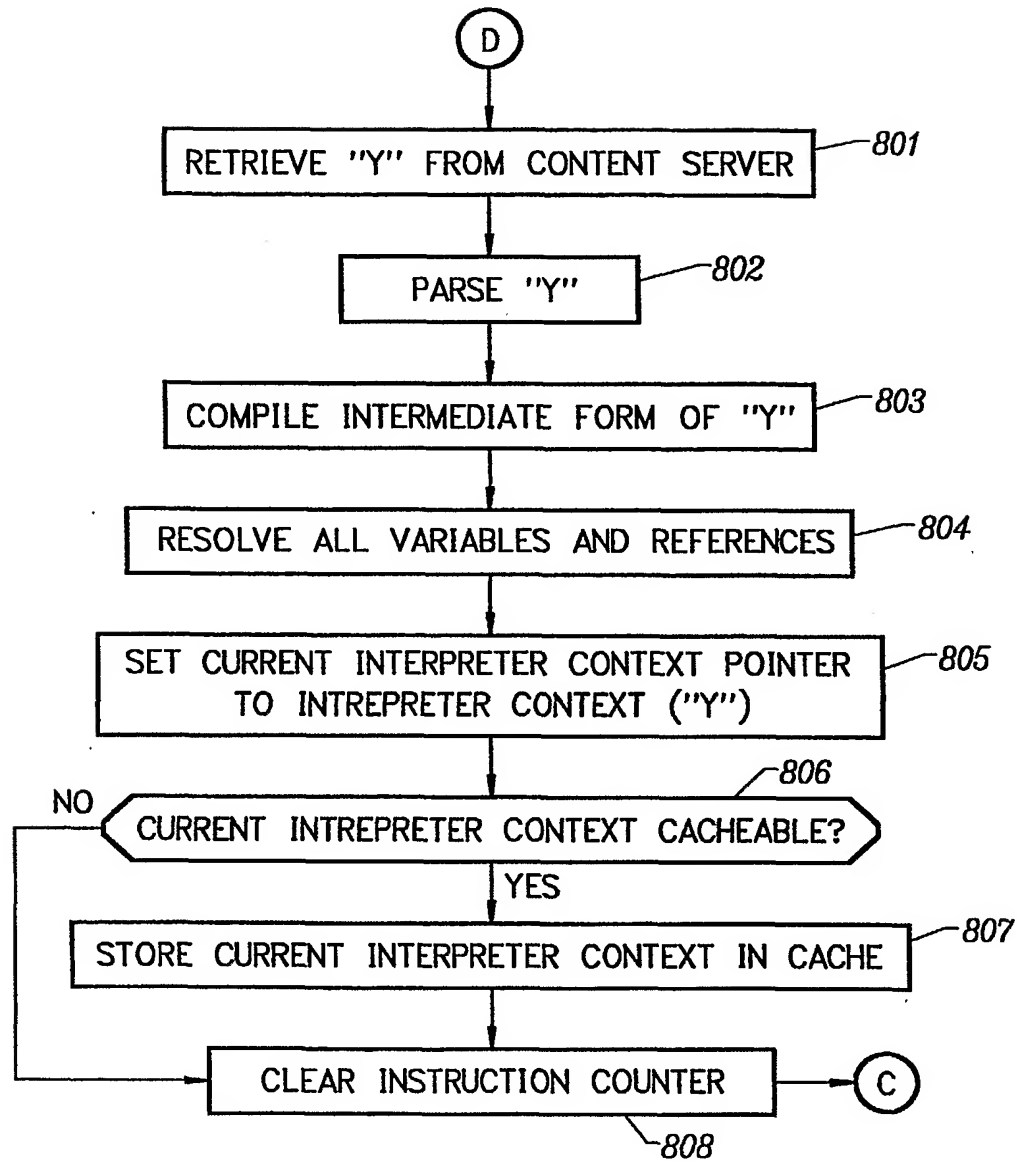 D
RETRIEVE "Y" FROM CONTENT SERVER
801
PARSE "Y"
802
COMPILE INTERMEDIATE FORM OF "Y"
803
RESOLVE ALL VARIABLES AND REFERENCES
804
SET CURRENT INTERPRETER CONTEXT POINTER
TO INTREPRETER CONTEXT ("Y")
805
806
NO
CURRENT INTREPRETER CONTEXT CACHEABLE?
YES
STORE CURRENT INTERPRETER CONTEXT IN CACHE
807
CLEAR INSTRUCTION COUNTER
C
808